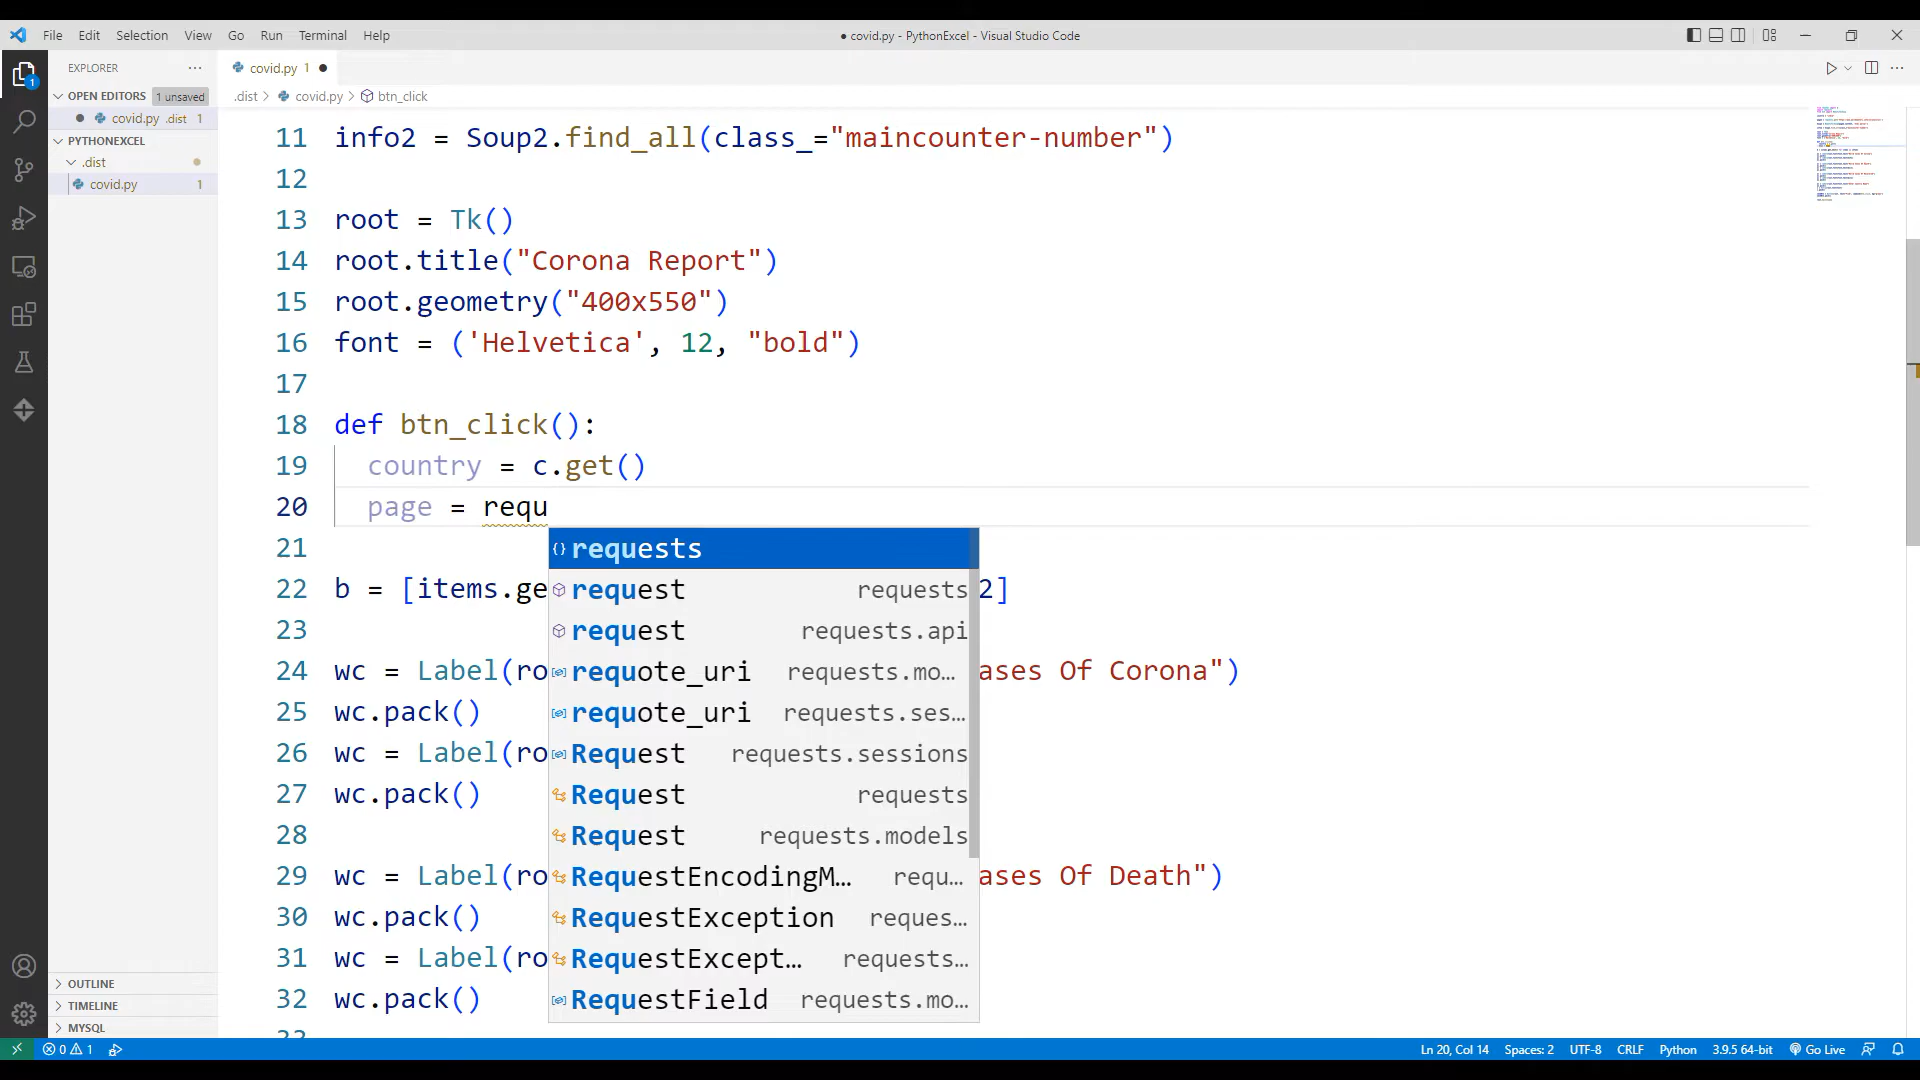 File Edit Selection View Go Run Terminal Help
● covid.py - PythonExcel - Visual Studio Code
EXPLORER
OPEN EDITORS 1 unsaved
covid.py .dist 1
PYTHONEXCEL
.dist
covid.py 1
OUTLINE
TIMELINE
MYSQL
1
covid.py 1
.dist > covid.py > btn_click
11 info2 = Soup2.find_all(class_="maincounter-number")
12
13 root = Tk()
14 root.title("Corona Report")
15 root.geometry("400x550")
16 font = ('Helvetica', 12, "bold")
17
18 def btn_click():
19 country = c.get()
20 page = requ
21
22 b = [items.ge 2]
23
24 wc = Label(ro ases Of Corona")
25 wc.pack()
26 wc = Label(ro
27 wc.pack()
28
29 wc = Label(ro ases Of Death")
30 wc.pack()
31 wc = Label(ro
32 wc.pack()
33
requests
request requests
request requests.api
requote_uri requests.mo…
requote_uri requests.ses…
Request requests.sessions
Request requests
Request requests.models
RequestEncodingM… requ…
RequestException reques…
RequestExcept… requests…
RequestField requests.mo…
0 1
Ln 20, Col 14 Spaces: 2 UTF-8 CRLF Python 3.9.5 64-bit Go Live